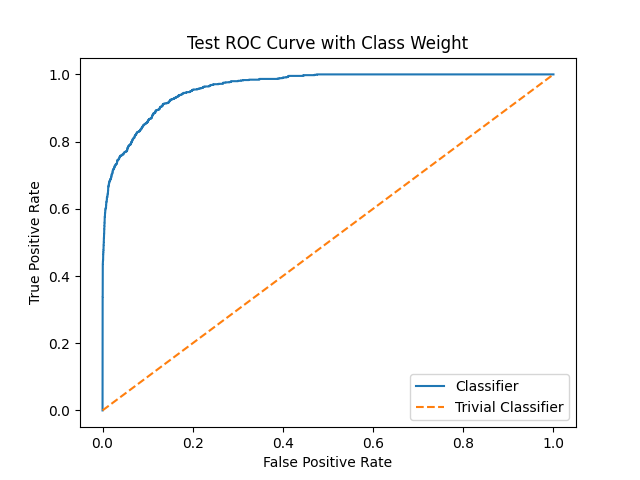 Test ROC Curve with Class Weight
True Positive Rate
1.0
0.8
0.6
0.4
0.2
0.0
0.0 0.2 0.4 0.6 0.8 1.0
False Positive Rate
Classifier
Trivial Classifier